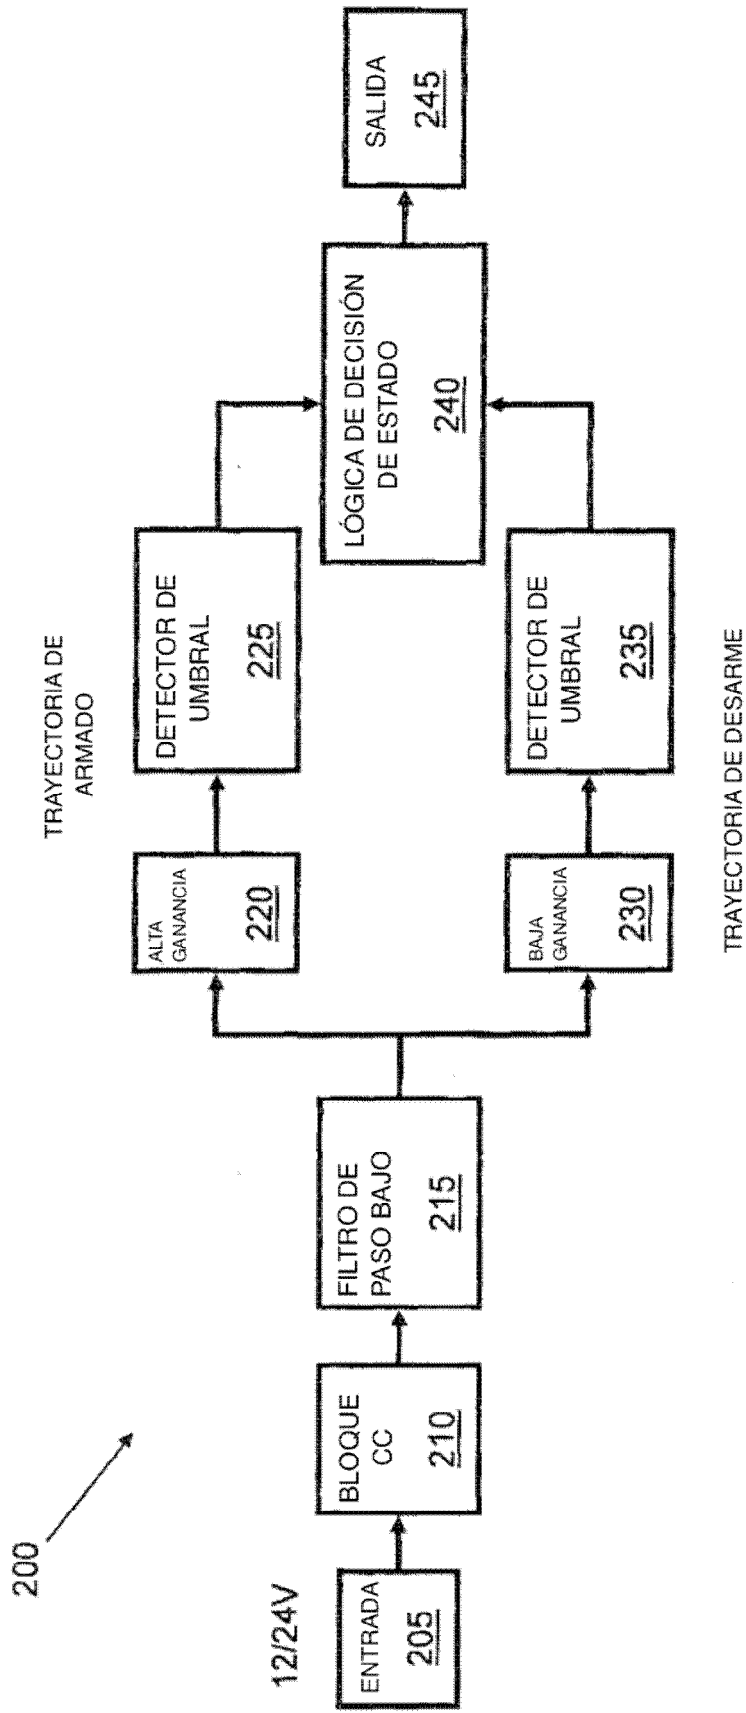 200
12/24V
ENTRADA
205
BLOQUE
CC
210
FILTRO DE
PASO BAJO
215
TRAYECTORIA DE
ARMADO
ALTA
GANANCIA
220
DETECTOR DE
UMBRAL
225
BAJA
GANANCIA
230
DETECTOR DE
UMBRAL
235
TRAYECTORIA DE DESARME
LÓGICA DE DECISIÓN
DE ESTADO
240
SALIDA
245